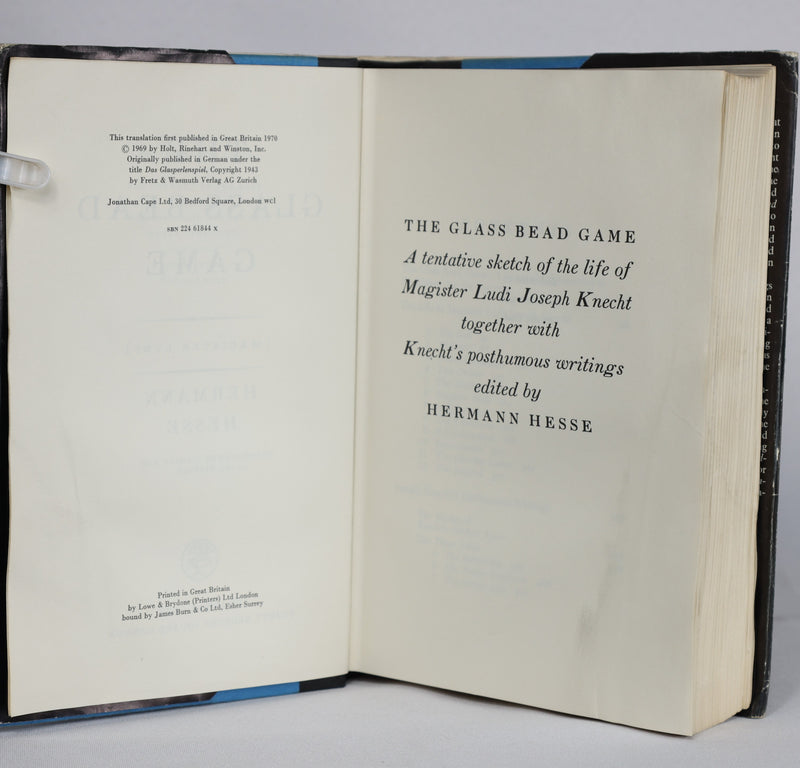 This translation first published in Great Britain 1970
© 1969 by Holt, Rinehart and Winston, Inc.
Originally published in German under the
title Das Glasperlenspiel, Copyright 1943
by Fretz & Wasmuth Verlag AG Zurich
Jonathan Cape Ltd, 30 Bedford Square, London wc1
SBN 224 61844 x
Printed in Great Britain
by Lowe & Brydone (Printers) Ltd London
bound by James Burn & Co Ltd, Esher Surrey
THE GLASS BEAD GAME
A tentative sketch of the life of
Magister Ludi Joseph Knecht
together with
Knecht's posthumous writings
edited by
HERMANN HESSE